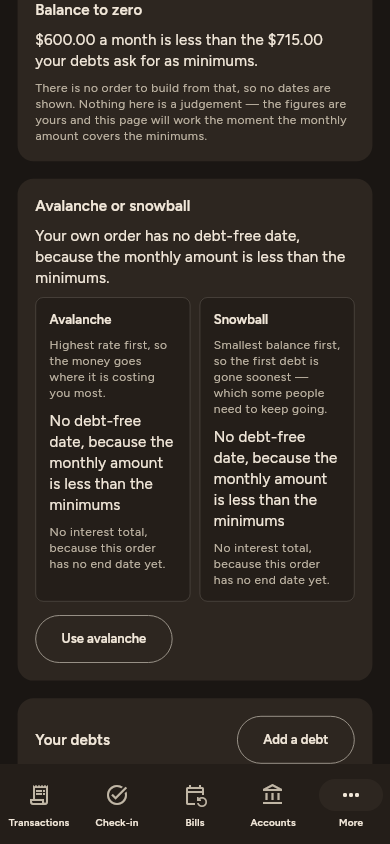 Balance to zero
$600.00 a month is less than the $715.00
your debts ask for as minimums.
There is no order to build from that, so no dates are
shown. Nothing here is a judgement — the figures are
yours and this page will work the moment the monthly
amount covers the minimums.
Avalanche or snowball
Your own order has no debt-free date,
because the monthly amount is less than the
minimums.
Avalanche
Highest rate first, so
the money goes
where it is costing
you most.
No debt-free
date, because the
monthly amount
is less than the
minimums
No interest total,
because this order
has no end date yet.
Snowball
Smallest balance first,
so the first debt is
gone soonest —
which some people
need to keep going.
No debt-free
date, because the
monthly amount
is less than the
minimums
No interest total,
because this order
has no end date yet.
Use avalanche
Your debts
Add a debt
Transactions
Check-in
Bills
Accounts
More